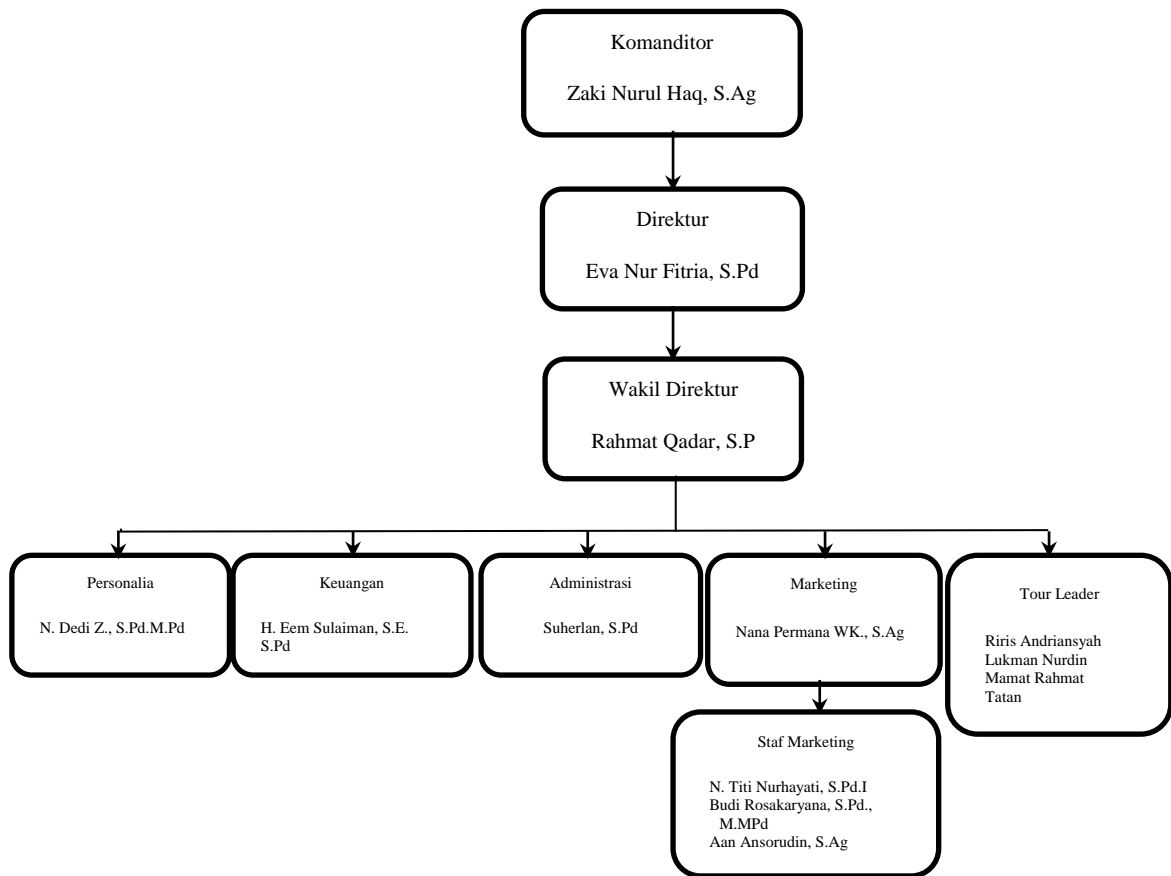 Komanditor
Zaki Nurul Haq, S.Ag
Direktur
Eva Nur Fitria, S.Pd
Wakil Direktur
Rahmat Qadar, S.P
Personalia
N. Dedi Z., S.Pd.M.Pd
Keuangan
H. Eem Sulaiman, S.E.
S.Pd
Administrasi
Suherlan, S.Pd
Marketing
Nana Permana WK., S.Ag
Tour Leader
Riris Andriansyah
Lukman Nurdin
Mamat Rahmat
Tatan
Staf Marketing
N. Titi Nurhayati, S.Pd.I
Budi Rosakaryana, S.Pd.,
M.MPd
Aan Ansorudin, S.Ag